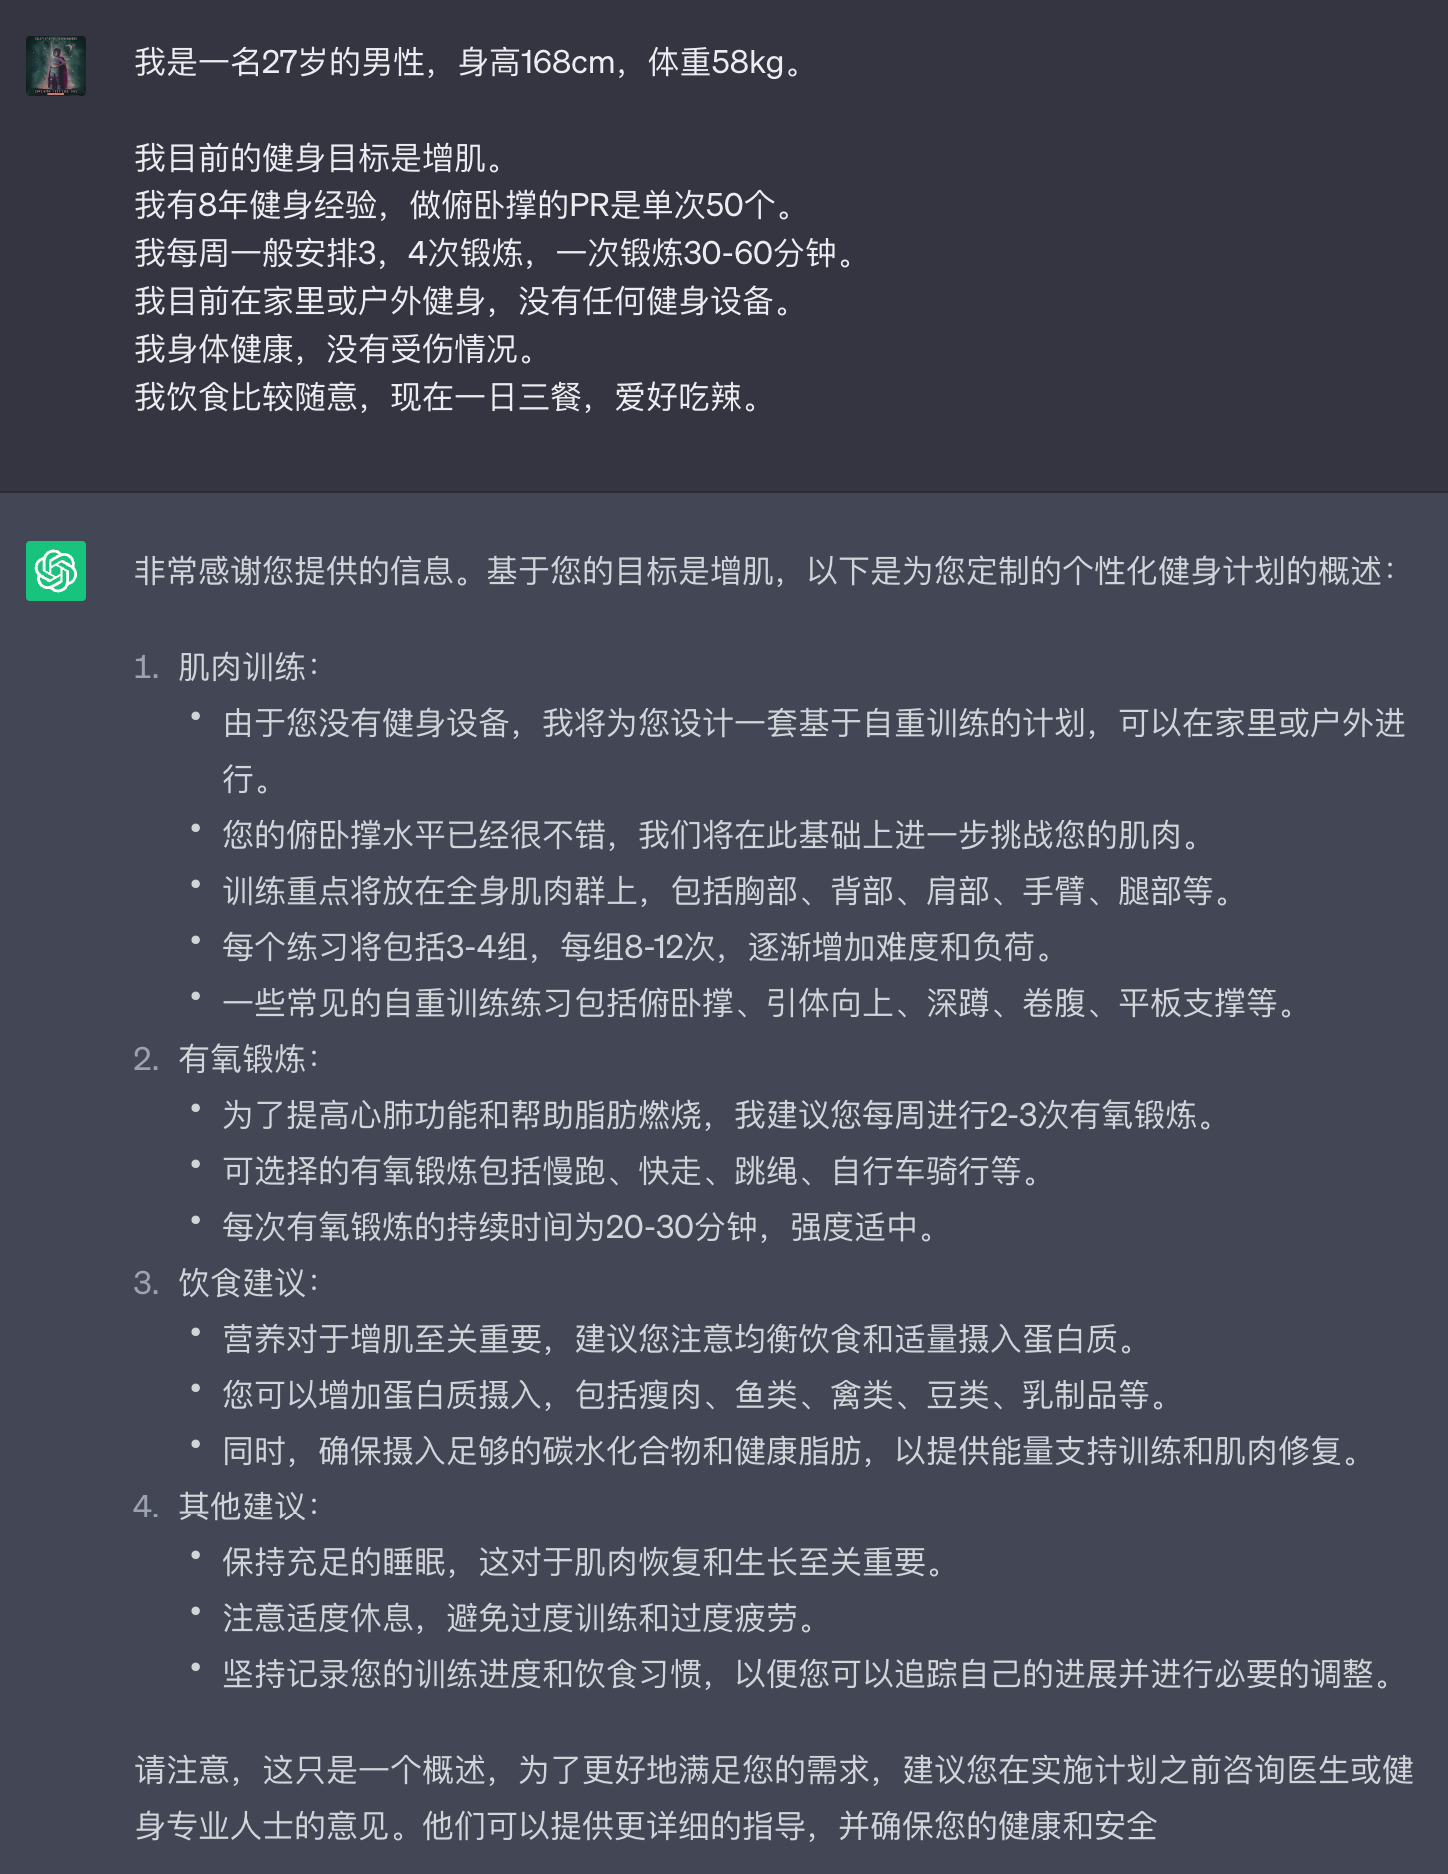 我是一名27岁的男性，身高168cm，体重58kg。
我目前的健身目标是增肌。
我有8年健身经验，做俯卧撑的PR是单次50个。
我每周一般安排3，4次锻炼，一次锻炼30-60分钟。
我目前在家里或户外健身，没有任何健身设备。
我身体健康，没有受伤情况。
我饮食比较随意，现在一日三餐，爱好吃辣。
非常感谢您提供的信息。基于您的目标是增肌，以下是为您定制的个性化健身计划的概述：
1. 肌肉训练：
• 由于您没有健身设备，我将为您设计一套基于自重训练的计划，可以在家里或户外进
行。
• 您的俯卧撑水平已经很不错，我们将在此基础上进一步挑战您的肌肉。
• 训练重点将放在全身肌肉群上，包括胸部、背部、肩部、手臂、腿部等。
• 每个练习将包括3-4组，每组8-12次，逐渐增加难度和负荷。
• 一些常见的自重训练练习包括俯卧撑、引体向上、深蹲、卷腹、平板支撑等。
2. 有氧锻炼：
• 为了提高心肺功能和帮助脂肪燃烧，我建议您每周进行2-3次有氧锻炼。
• 可选择的有氧锻炼包括慢跑、快走、跳绳、自行车骑行等。
• 每次有氧锻炼的持续时间为20-30分钟，强度适中。
3. 饮食建议：
• 营养对于增肌至关重要，建议您注意均衡饮食和适量摄入蛋白质。
• 您可以增加蛋白质摄入，包括瘦肉、鱼类、禽类、豆类、乳制品等。
• 同时，确保摄入足够的碳水化合物和健康脂肪，以提供能量支持训练和肌肉修复。
4. 其他建议：
• 保持充足的睡眠，这对于肌肉恢复和生长至关重要。
• 注意适度休息，避免过度训练和过度疲劳。
• 坚持记录您的训练进度和饮食习惯，以便您可以追踪自己的进展并进行必要的调整。
请注意，这只是一个概述，为了更好地满足您的需求，建议您在实施计划之前咨询医生或健
身专业人士的意见。他们可以提供更详细的指导，并确保您的健康和安全